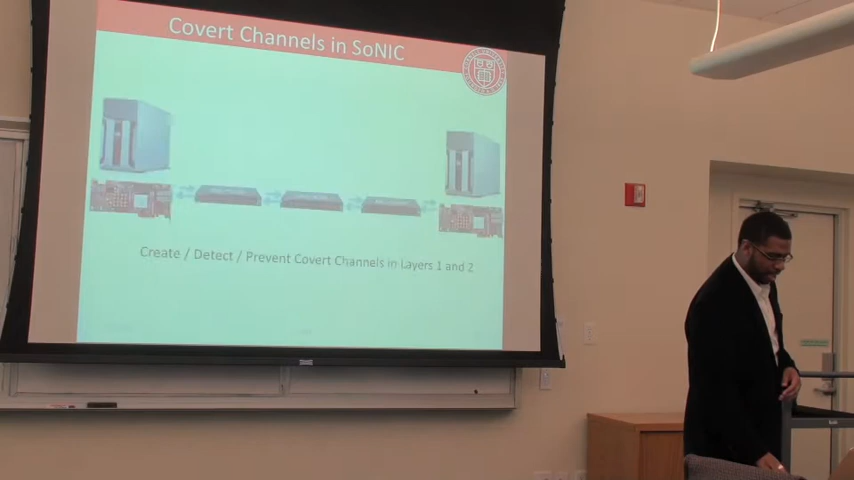 Covert Channels in SoNIC
Create / Detect / Prevent Covert Channels in Layers 1 and 2